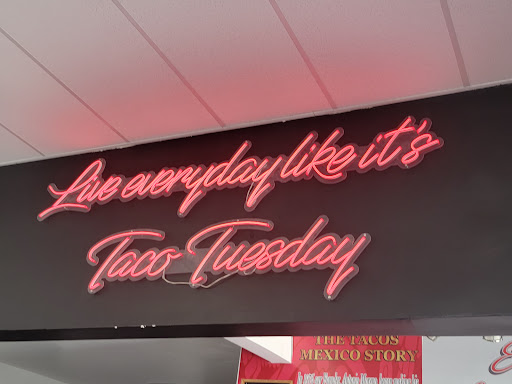 Live everyday like it's
Taco Tuesday
THE TACOS
MEXICO STORY